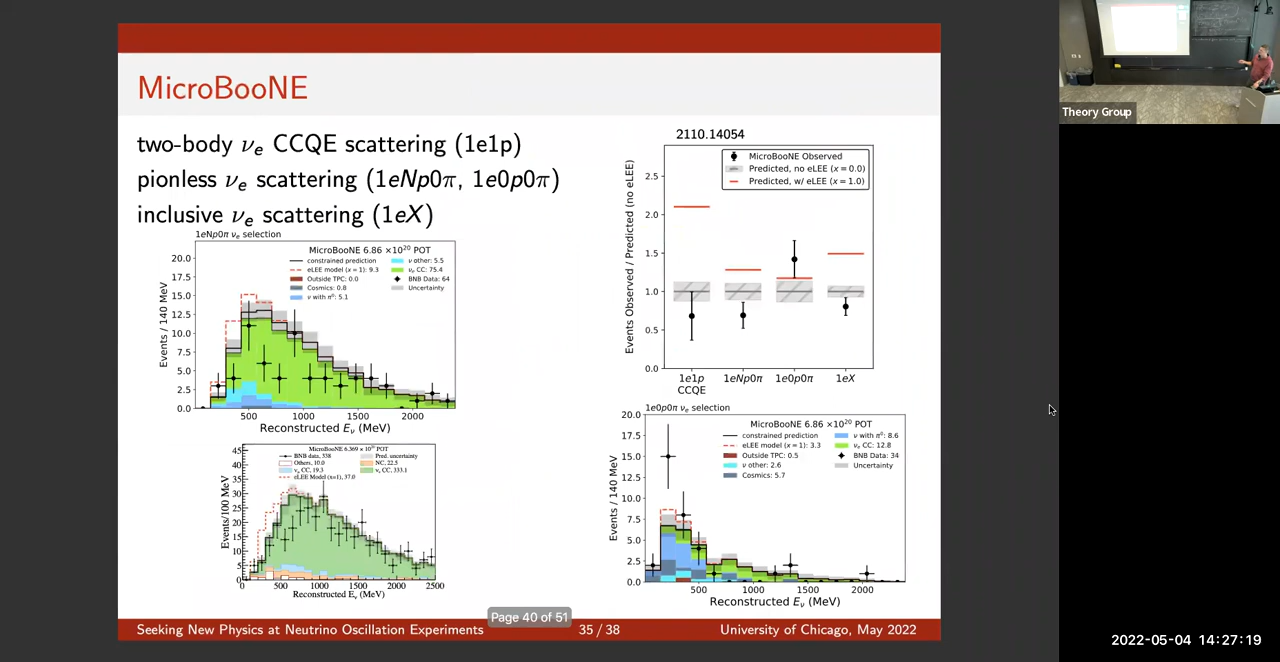 MicroBooNE
two-body νe CCQE scattering (1e1p)
pionless νe scattering (1eNp0π, 1e0p0π)
inclusive νe scattering (1eX)
1eNp0π νe selection
MicroBooNE 6.86 ×10^20 POT
constrained prediction
eLEE model (x = 1): 9.3
Outside TPC: 0.0
Cosmics: 0.8
ν with π0: 5.1
ν other: 5.5
νe CC: 75.4
BNB Data: 64
Uncertainty
Events / 140 MeV
20.0
17.5
15.0
12.5
10.0
7.5
5.0
2.5
0.0
500 1000 1500 2000
Reconstructed Eν (MeV)
MicroBooNE 6.369 × 10^20 POT
BNB data, 338
Others, 10.0
νμ CC, 19.3
eLEE Model (x=1), 37.0
Pred. uncertainty
NC, 22.5
νe CC, 333.1
Events/100 MeV
45
40
35
30
25
20
15
10
5
0
0 500 1000 1500 2000 2500
Reconstructed Eν (MeV)
2110.14054
MicroBooNE Observed
Predicted, no eLEE (x = 0.0)
Predicted, w/ eLEE (x = 1.0)
Events Observed / Predicted (no eLEE)
2.5
2.0
1.5
1.0
0.5
0.0
1e1p 1eNp0π 1e0p0π 1eX
CCQE
1e0p0π νe selection
MicroBooNE 6.86 ×10^20 POT
constrained prediction
eLEE model (x = 1): 3.3
Outside TPC: 0.5
ν other: 2.6
Cosmics: 5.7
ν with π0: 8.6
νe CC: 12.8
BNB Data: 34
Uncertainty
Events / 140 MeV
20.0
17.5
15.0
12.5
10.0
7.5
5.0
2.5
0.0
500 1000 1500 2000
Reconstructed Eν (MeV)
Page 40 of 51
Seeking New Physics at Neutrino Oscillation Experiments 35 / 38 University of Chicago, May 2022
Theory Group
2022-05-04 14:27:19